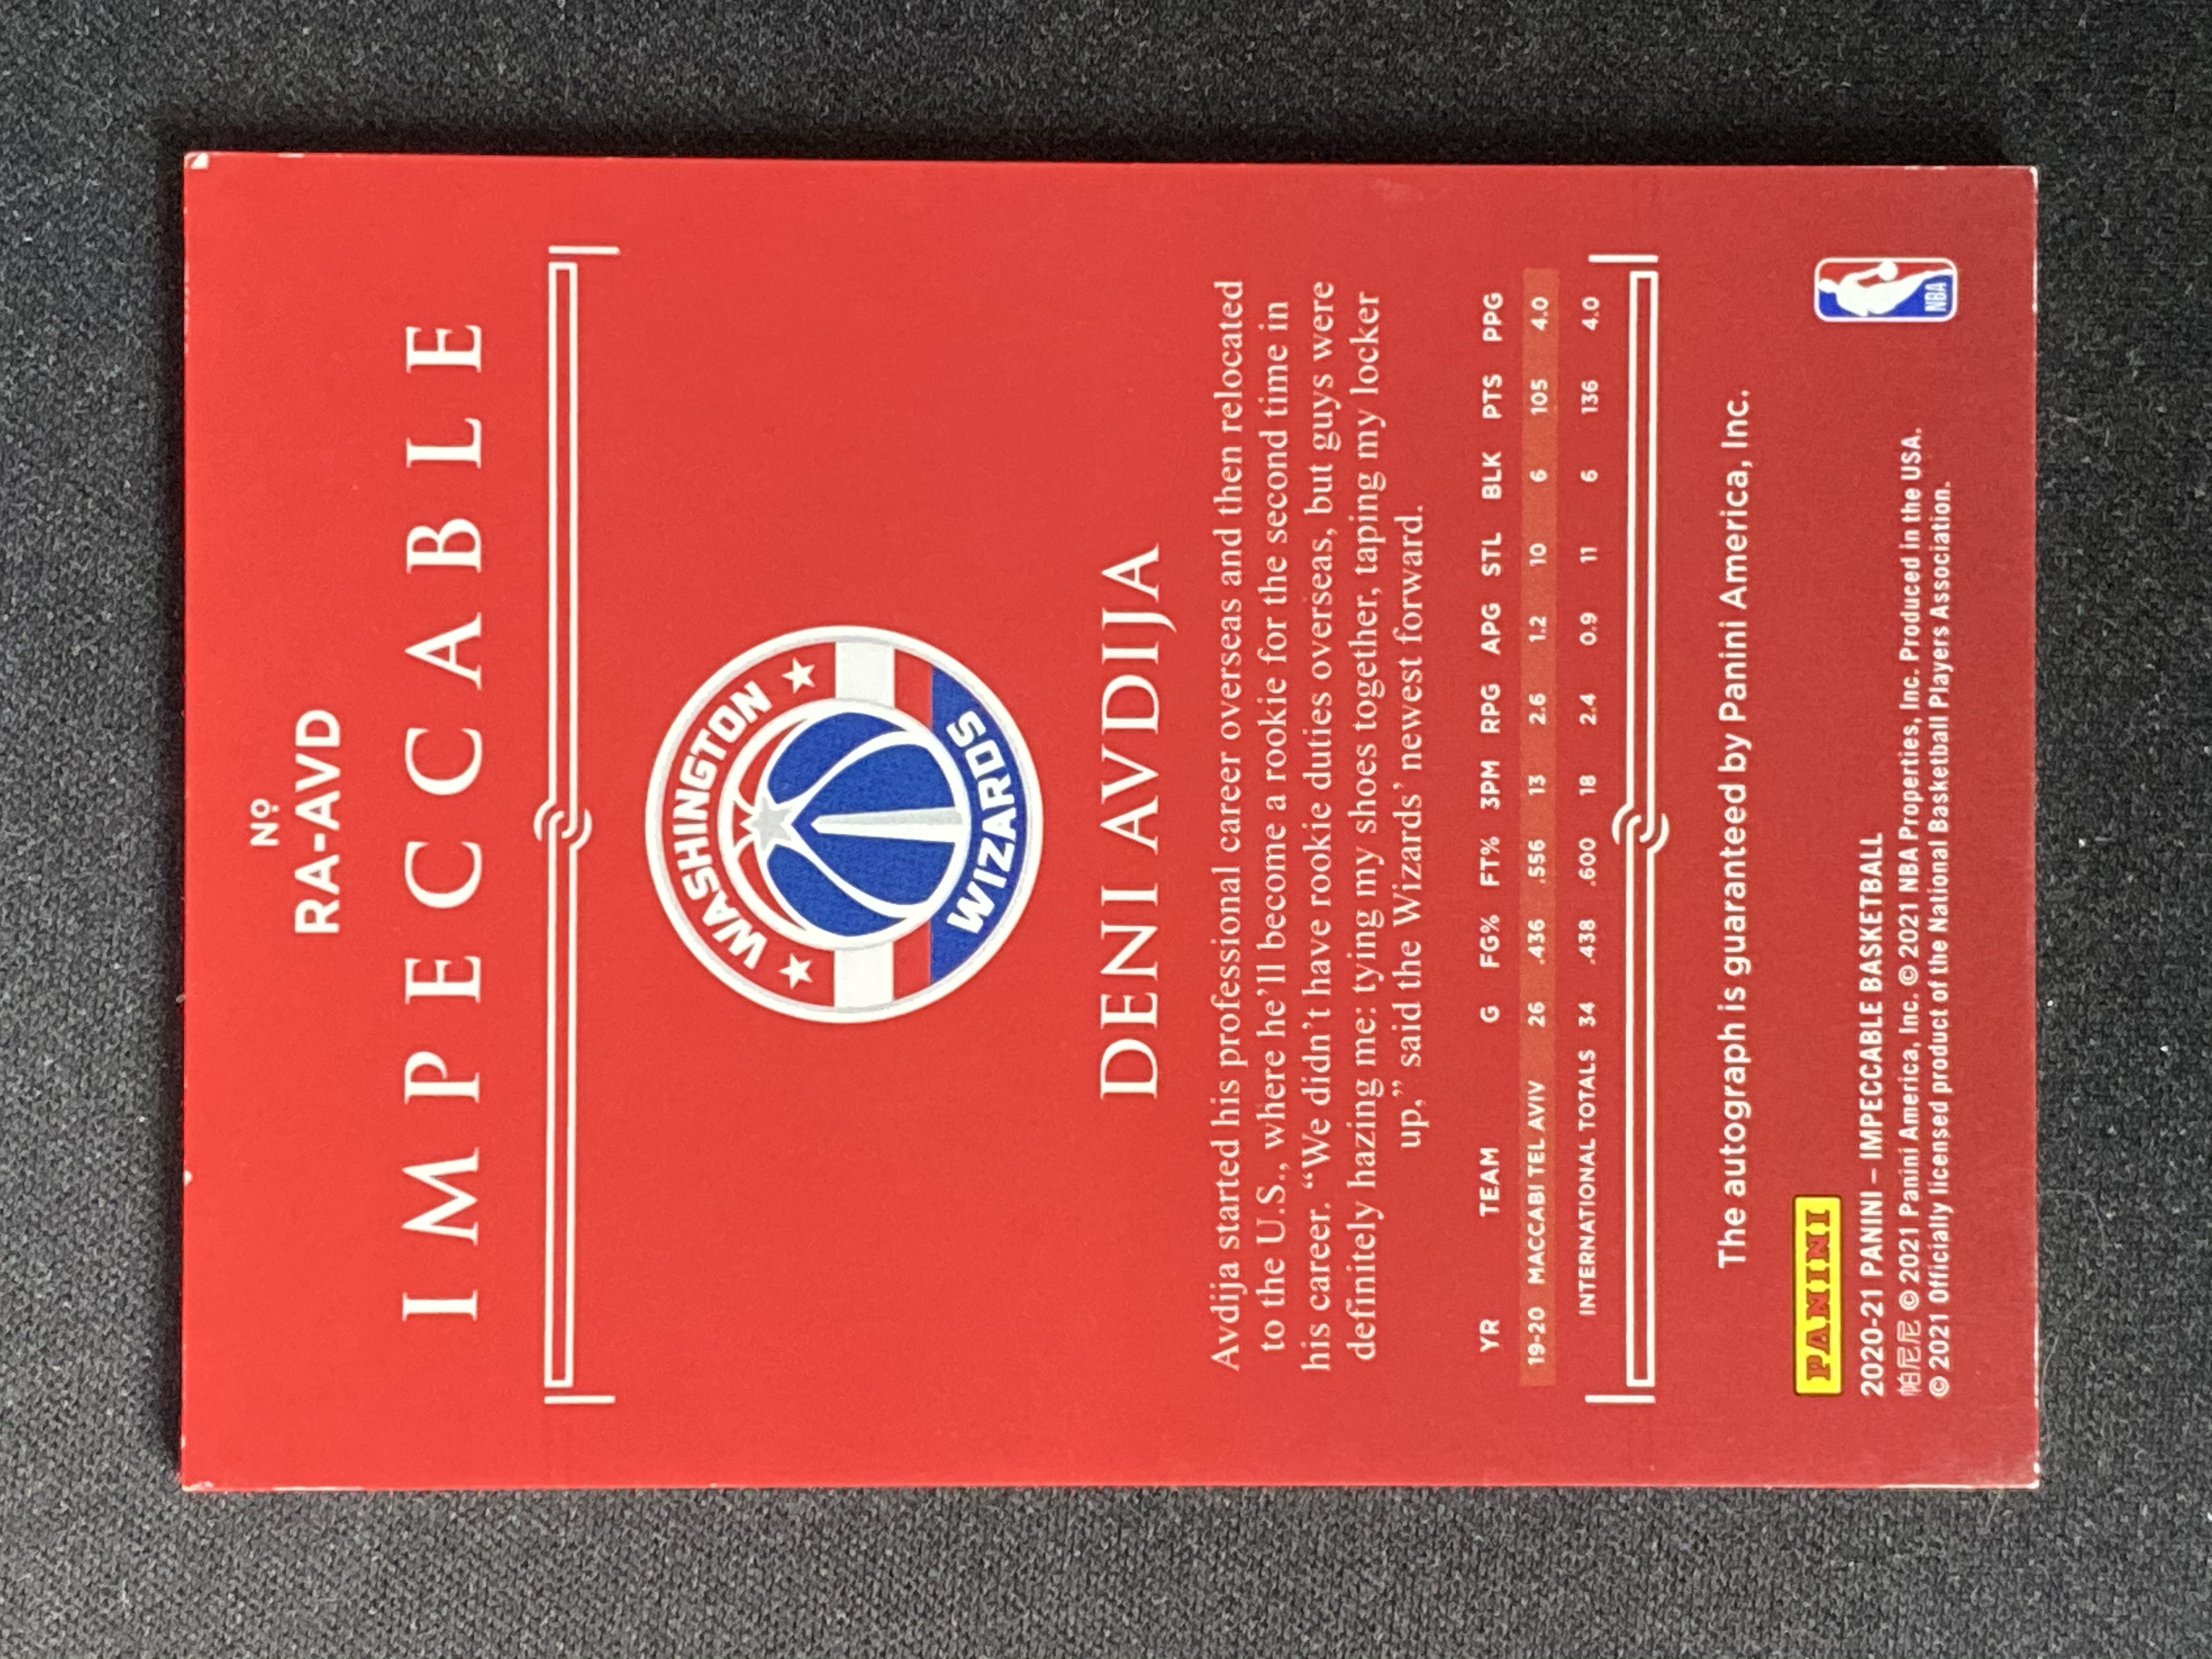 Nº
RA-AVD
IMPECCABLE
WASHINGTON
WIZARDS
DENI AVDIJA
Avdija started his professional career overseas and then relocated
to the U.S., where he'll become a rookie for the second time in
his career. “We didn't have rookie duties overseas, but guys were
definitely hazing me: tying my shoes together, taping my locker
up,” said the Wizards’ newest forward.
YR TEAM G FG% FT% 3PM RPG APG STL BLK PTS PPG
19-20 MACCABI TEL AVIV 26 .436 .556 13 2.6 1.2 10 6 105 4.0
INTERNATIONAL TOTALS 34 .438 .600 18 2.4 0.9 11 6 136 4.0
The autograph is guaranteed by Panini America, Inc.
PANINI
2020-21 PANINI – IMPECCABLE BASKETBALL
帕尼尼 © 2021 Panini America, Inc. © 2021 NBA Properties, Inc. Produced in the USA.
© 2021 Officially licensed product of the National Basketball Players Association.
NBA